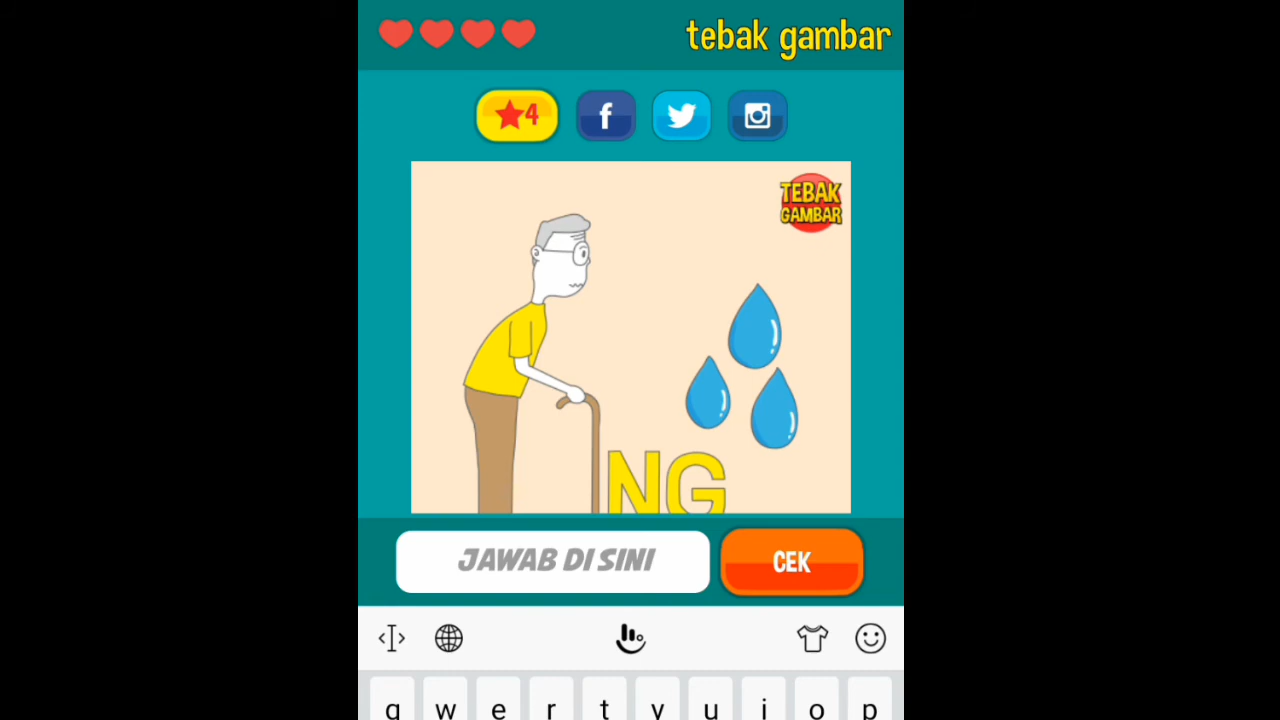 tebak gambar
4
f
TEBAK
GAMBAR
NG
JAWAB DI SINI
CEK
q w e r t y u i o p